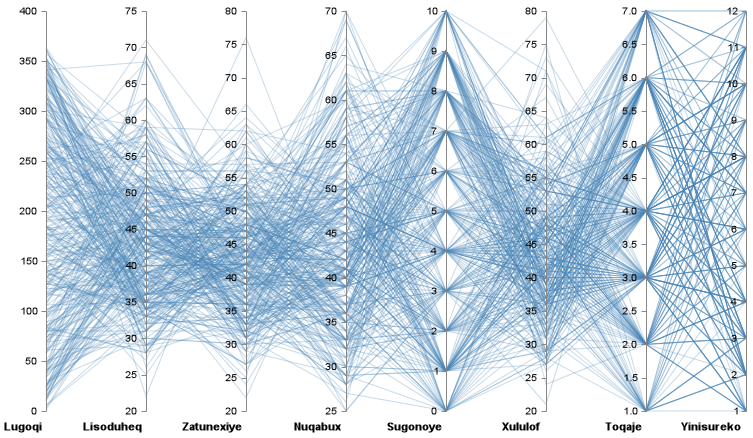 400 75 80 70 10 80 7.0 12
350 70 75 65 9 75 6.5 11
300 65 70 60 8 70 6.0 10
250 60 65 55 7 65 5.5 9
200 55 60 50 6 60 5.0 8
150 50 55 45 5 55 4.5 7
100 45 50 40 4 50 4.0 6
50 40 45 35 3 45 3.5 5
0 35 40 30 2 40 3.0 4
30 35 25 1 35 2.5 3
25 30 0 30 2.0 2
20 25 25 1.5 1
20 20 1.0
Lugoqi Lisoduheq Zatunexiye Nuqabux Sugonoye Xululof Toqaje Yinisureko